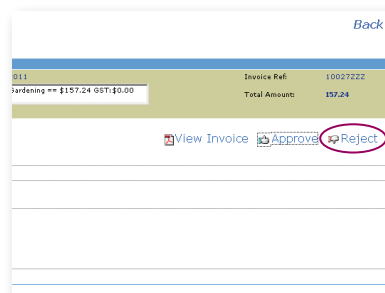 Back
011 Invoice Ref: 10027ZZZ
Gardening == $157.24 GST:$0.00
Total Amount: 157.24
View Invoice Approve Reject